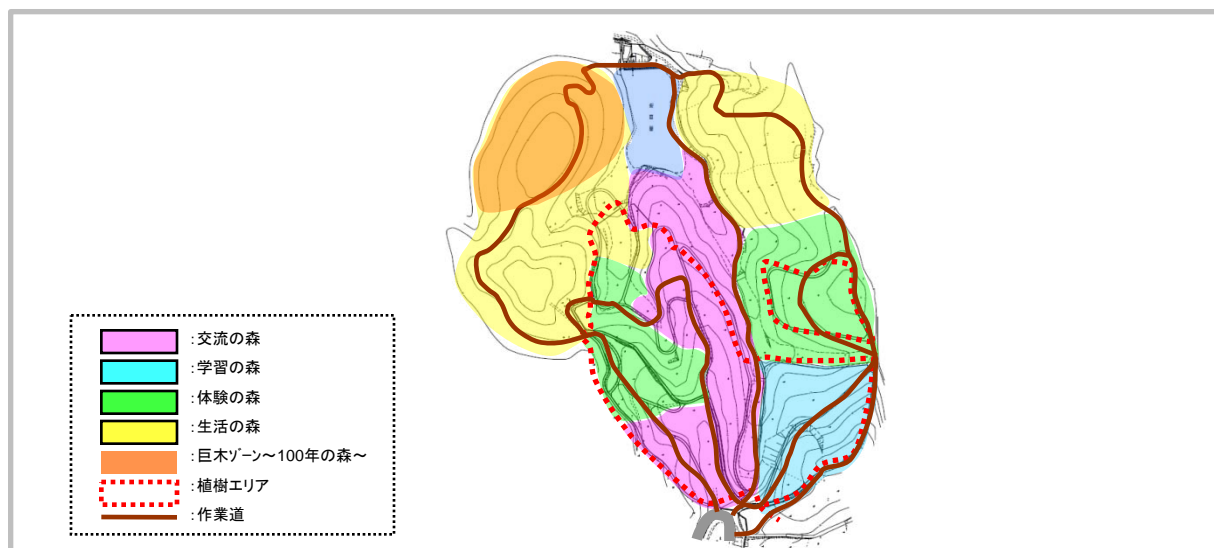 :交流の森
:学習の森
:体験の森
:生活の森
:巨木ゾーン～100年の森～
:植樹エリア
:作業道